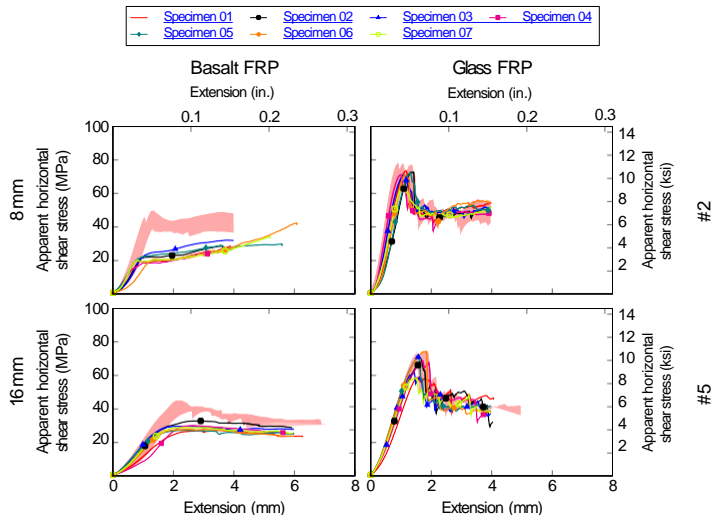 Specimen 01 Specimen 02 Specimen 03 Specimen 04
Specimen 05 Specimen 06 Specimen 07
Basalt FRP Glass FRP
Extension (in.) Extension (in.)
0.1 0.2 0.3 0.1 0.2 0.3
8mm
Apparent horizontal
shear stress (MPa)
100
80
60
40
20
14
12
10
8
6
4
2
Apparent horizontal
shear stress (ksi)
#2
16mm
Apparent horizontal
shear stress (MPa)
100
80
60
40
20
14
12
10
8
6
4
2
Apparent horizontal
shear stress (ksi)
#5
0 2 4 6 8 0 2 4 6 8
Extension (mm) Extension (mm)